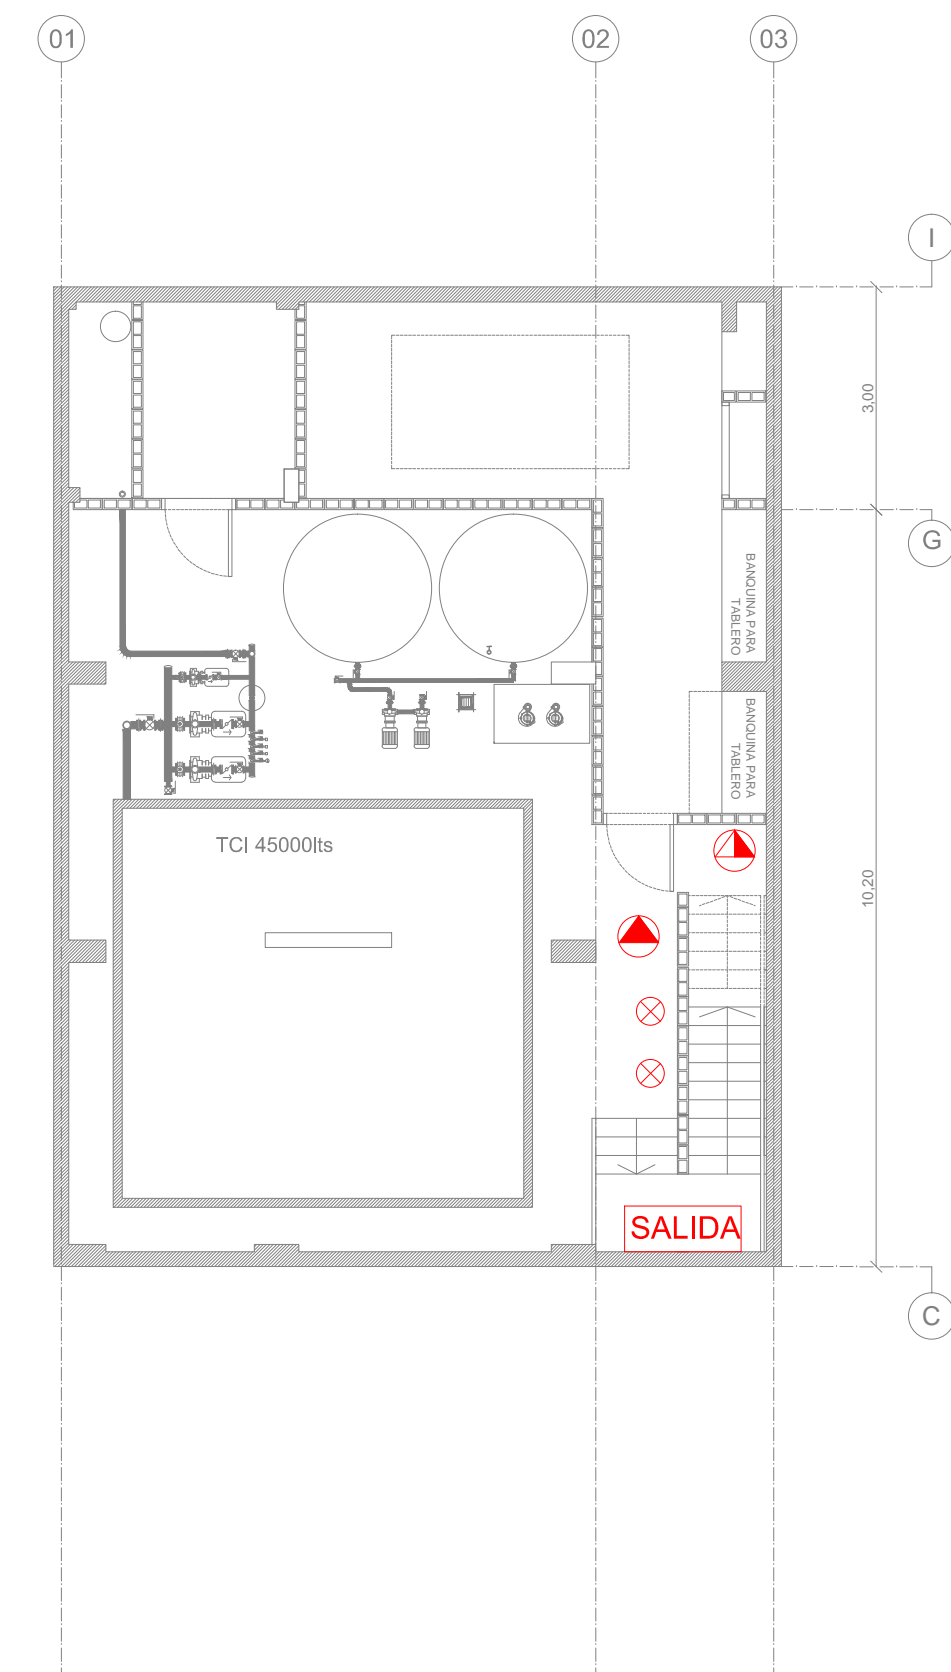 01
02
03
I
3,00
G
BANQUINA PARA
TABLERO
BANQUINA PARA
TABLERO
TCI 45000lts
10,20
SALIDA
C